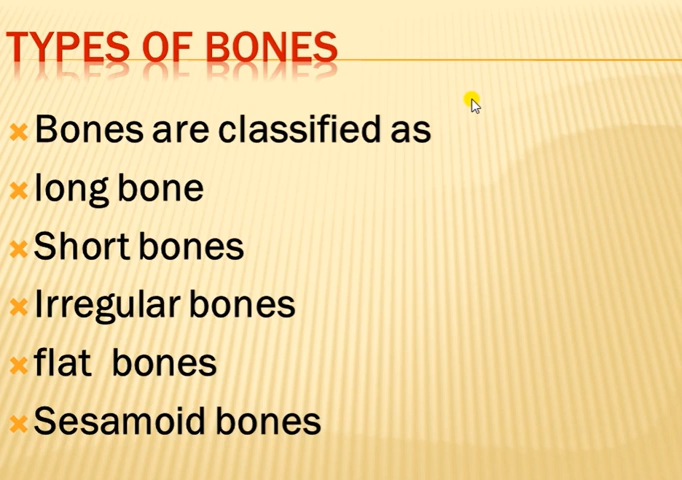 TYPES OF BONES
Bones are classified as
long bone
Short bones
Irregular bones
flat  bones
Sesamoid bones